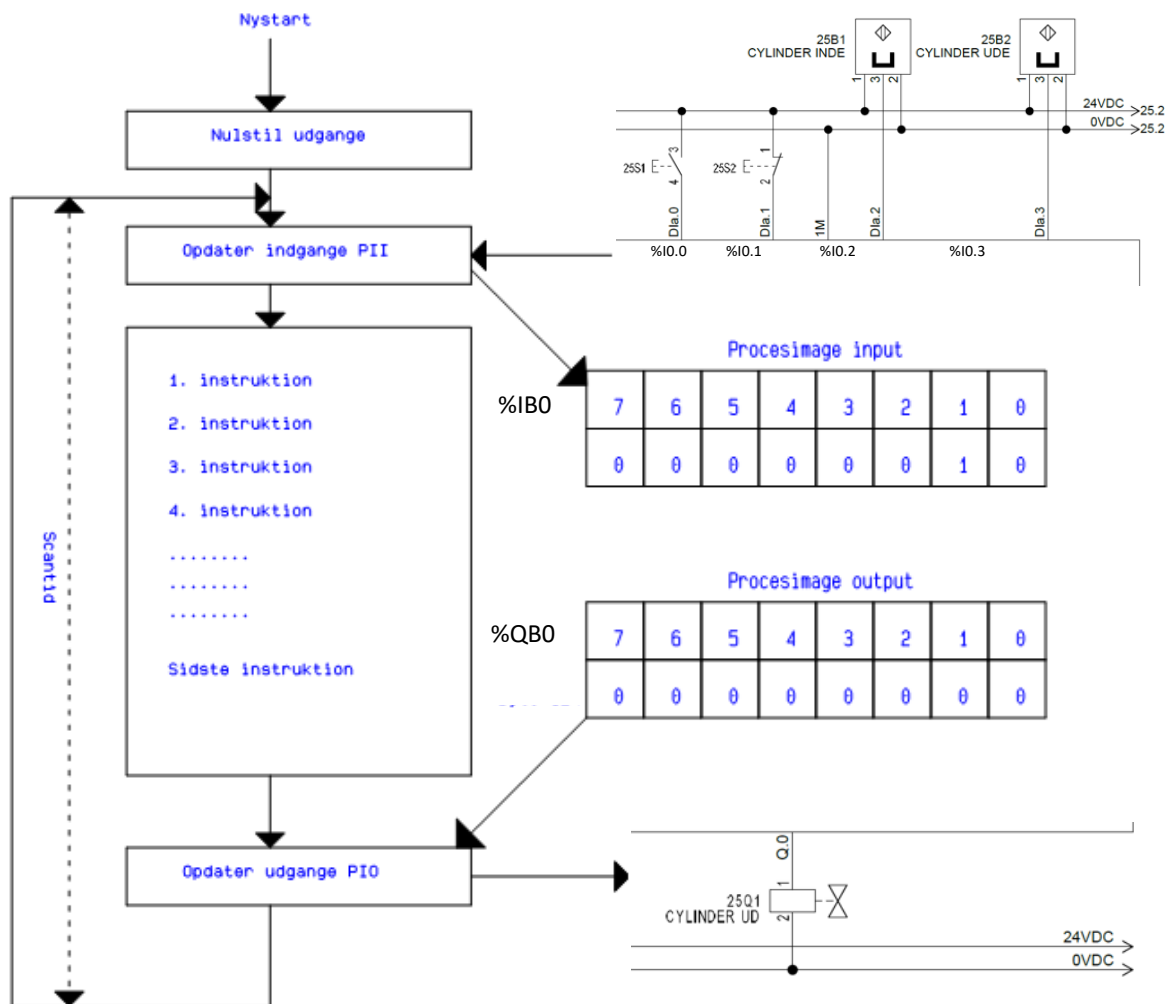 Nystart
Nulstil udgange
Opdater indgange PII
1. instruktion
2. instruktion
3. instruktion
4. instruktion
........
........
........
Sidste instruktion
Opdater udgange PIO
Scantid
25B1
CYLINDER INDE
25B2
CYLINDER UDE
1 3 2
1 3 2
24VDC 25.2
0VDC 25.2
25S1 3 4
25S2 1 2
DIa.0
DIa.1
1M
DIa.2
DIa.3
%I0.0 %I0.1 %I0.2 %I0.3
Procesimage input
%IB0
7 6 5 4 3 2 1 0
0 0 0 0 0 0 1 0
Procesimage output
%QB0
7 6 5 4 3 2 1 0
0 0 0 0 0 0 0 0
Q.0
1
25Q1
CYLINDER UD
2
24VDC
0VDC